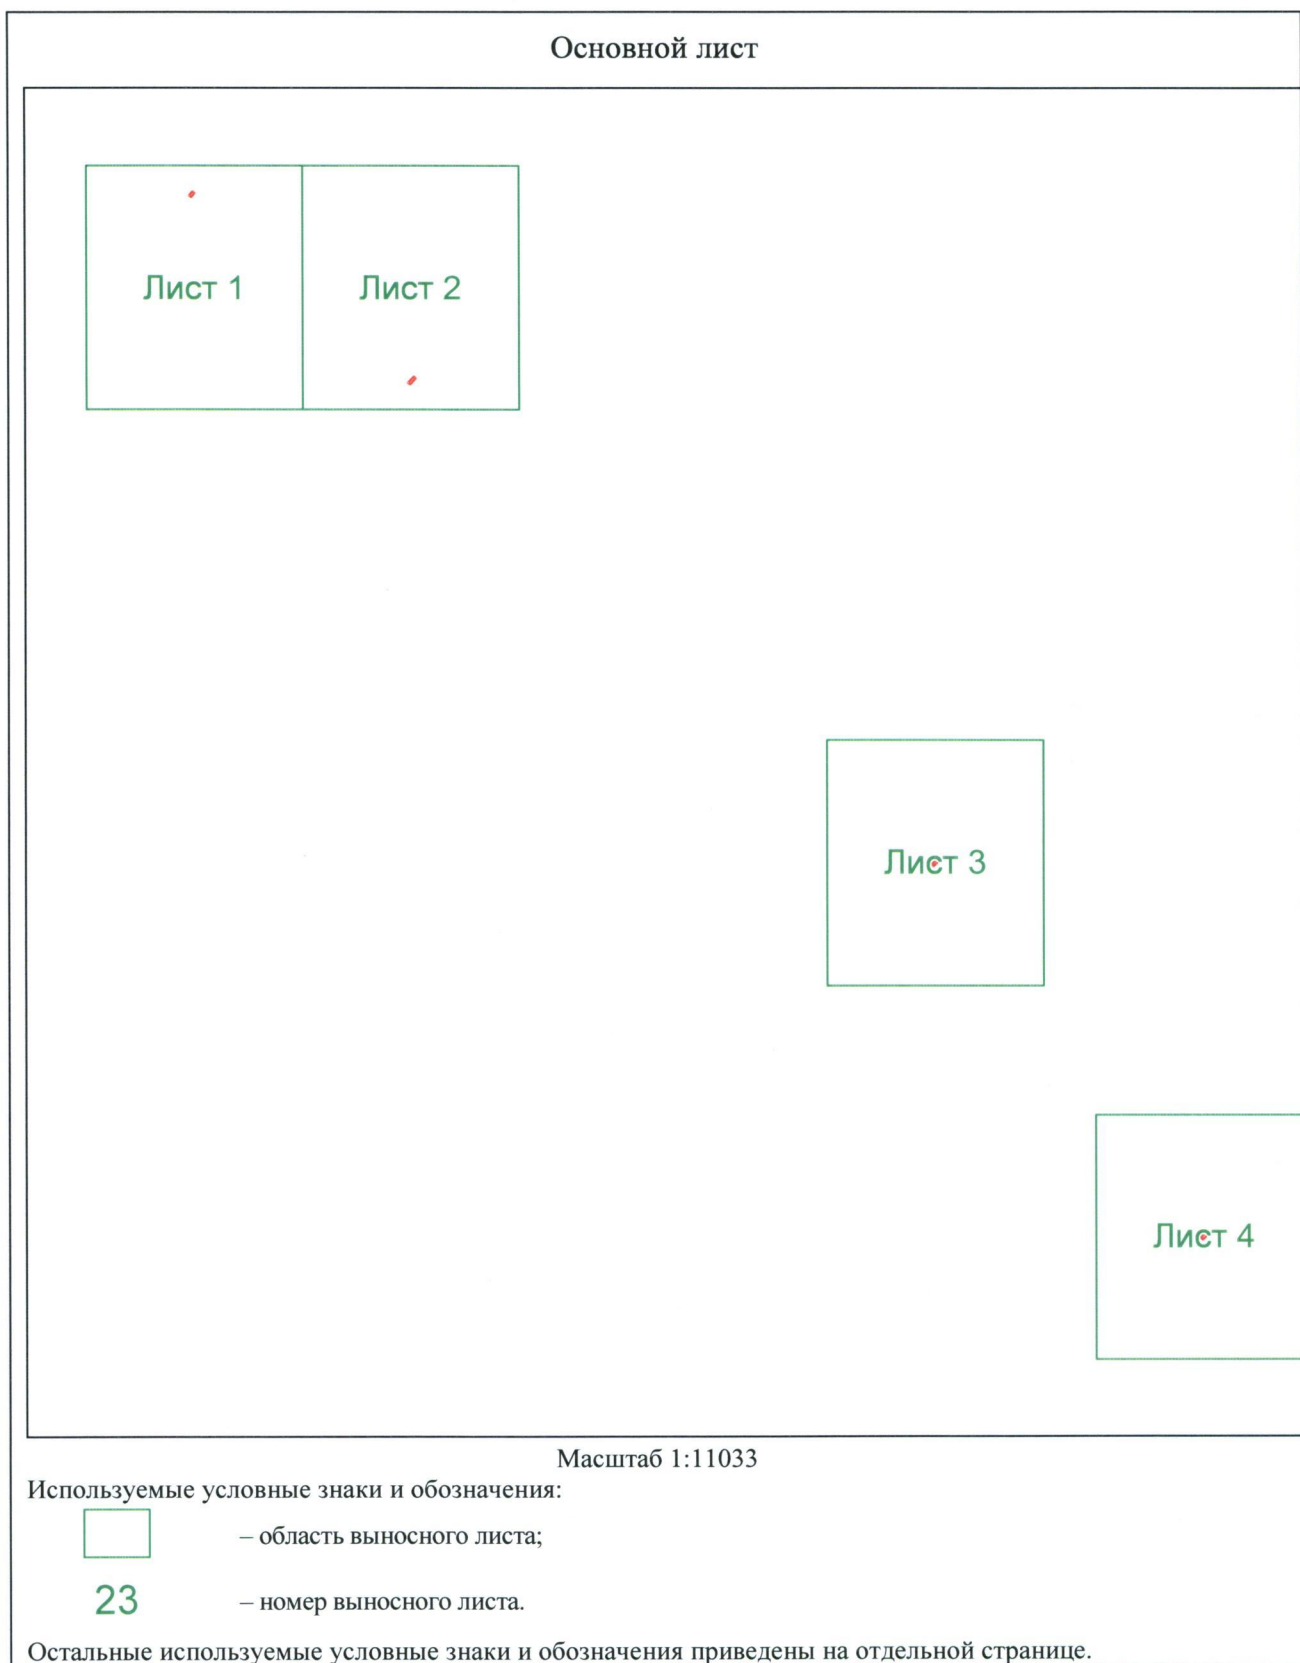 Основной лист
Лист 1
Лист 2
Лист 3
Лист 4
Масштаб 1:11033
Используемые условные знаки и обозначения:
– область выносного листа;
23 – номер выносного листа.
Остальные используемые условные знаки и обозначения приведены на отдельной странице.